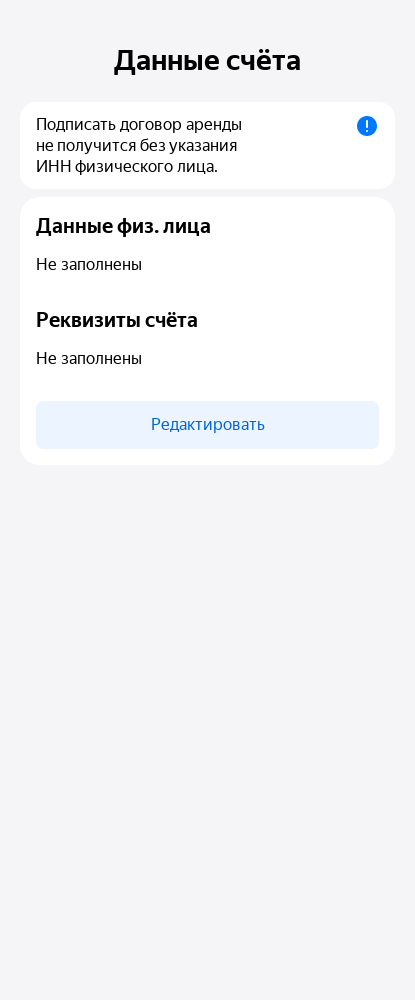 Данные счёта
Подписать договор аренды
не получится без указания
ИНН физического лица.
Данные физ. лица
Не заполнены
Реквизиты счёта
Не заполнены
Редактировать